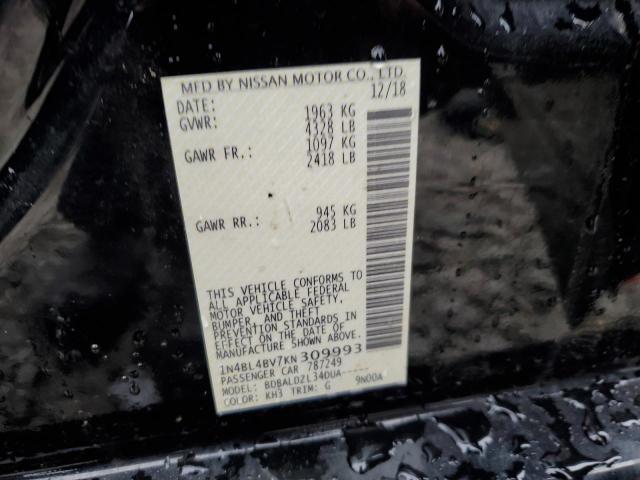 MFD BY NISSAN MOTOR CO., LTD.
DATE: 12/18
GVWR: 1963 KG
4328 LB
GAWR FR.: 1097 KG
2418 LB
GAWR RR.: 945 KG
2083 LB
THIS VEHICLE CONFORMS TO
ALL APPLICABLE FEDERAL
MOTOR VEHICLE SAFETY,
BUMPER, AND THEFT
PREVENTION STANDARDS IN
EFFECT ON THE DATE OF
MANUFACTURE SHOWN ABOVE.
1N4BL4BV7KN309993
PASSENGER CAR 787249
MODEL: BDBALDZL34DUA-----
COLOR: KH3 TRIM: G 9N00A